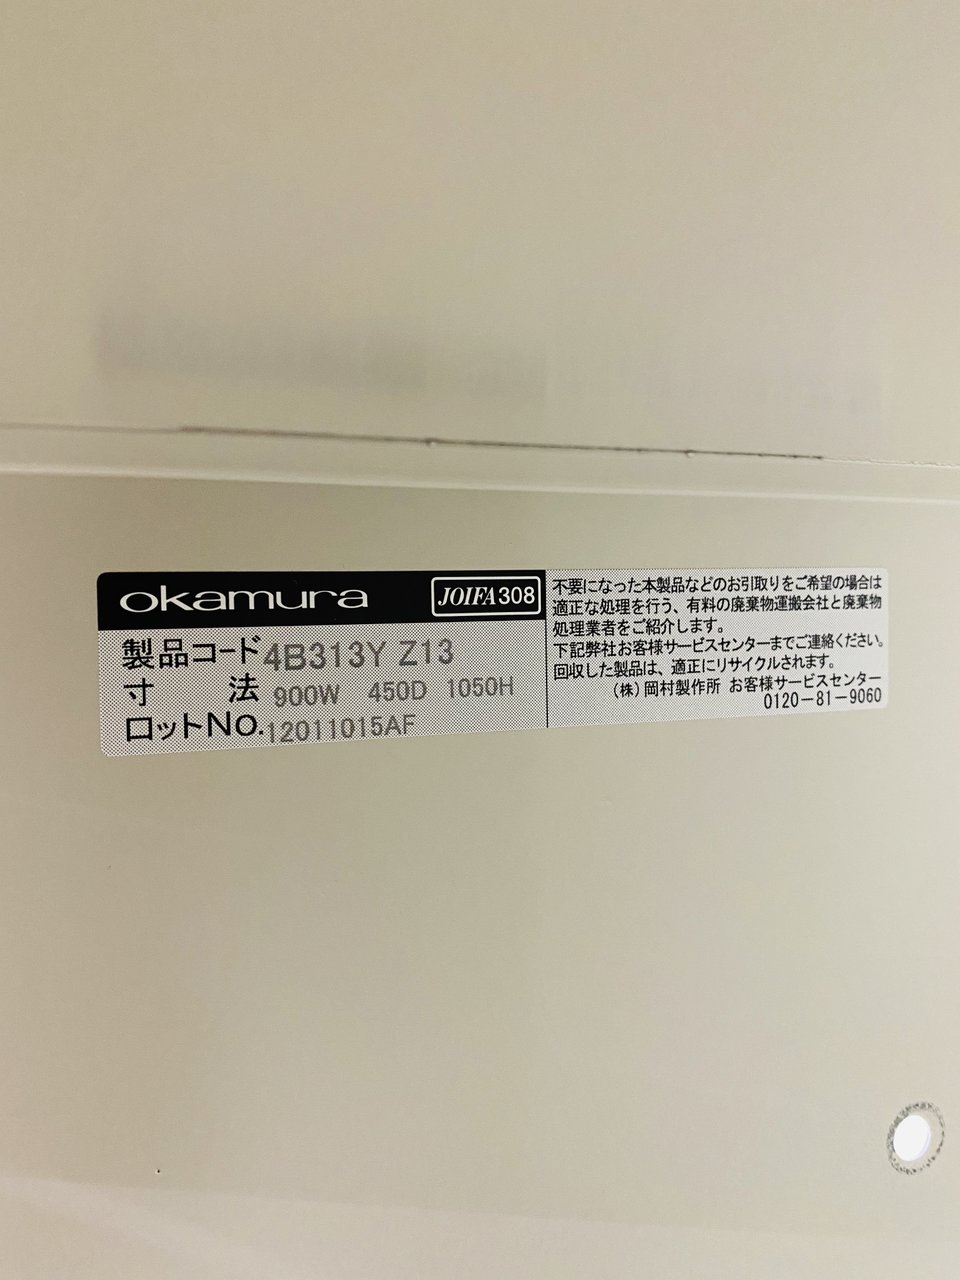 okamura JOIFA308
製品コード 4B313Y Z13
寸法 900W 450D 1050H
ロットNO. 12011015AF
不要になった本製品などのお引取りをご希望の場合は
適正な処理を行う、有料の廃棄物運搬会社と廃棄物
処理業者をご紹介します。
下記弊社お客様サービスセンターまでご連絡ください。
回収した製品は、適正にリサイクルされます。
（株）岡村製作所 お客様サービスセンター
0120-81-9060